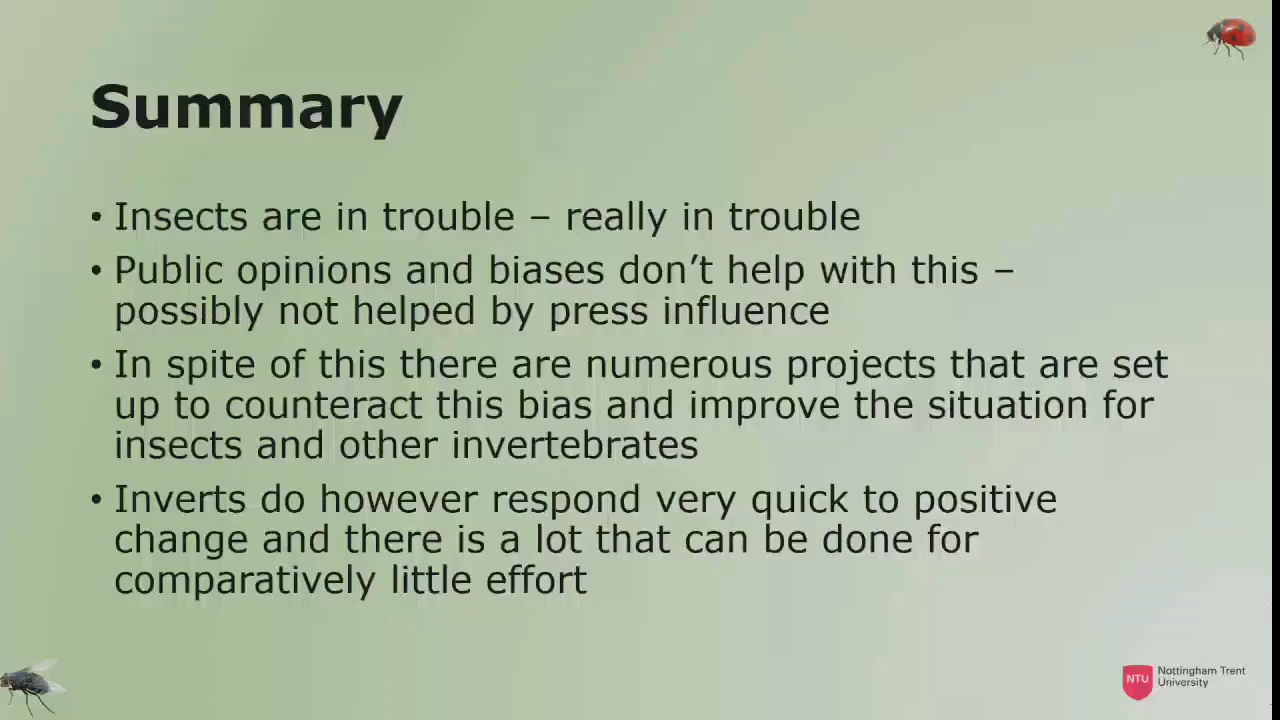 Summary
• Insects are in trouble – really in trouble
• Public opinions and biases don’t help with this –
possibly not helped by press influence
• In spite of this there are numerous projects that are set
up to counteract this bias and improve the situation for
insects and other invertebrates
• Inverts do however respond very quick to positive
change and there is a lot that can be done for
comparatively little effort
NTU
Nottingham Trent
University